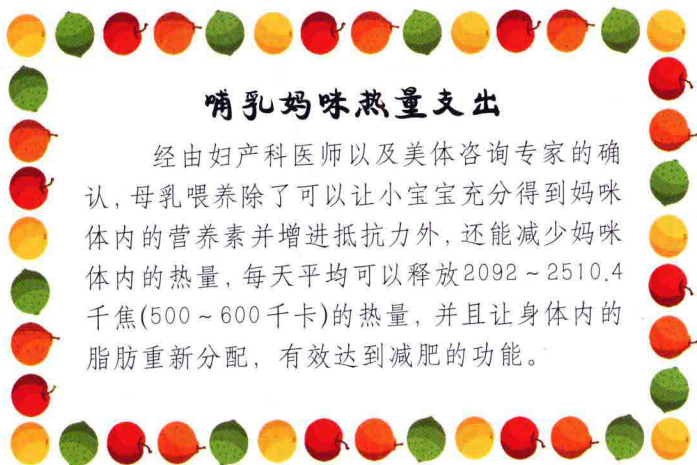 哺乳妈咪热量支出
经由妇产科医师以及美体咨询专家的确
认,母乳喂养除了可以让小宝宝充分得到妈咪
体内的营养素并增进抵抗力外,还能减少妈咪
体内的热量,每天平均可以释放2092~2510.4
千焦(500~600千卡)的热量,并且让身体内的
脂肪重新分配,有效达到减肥的功能。